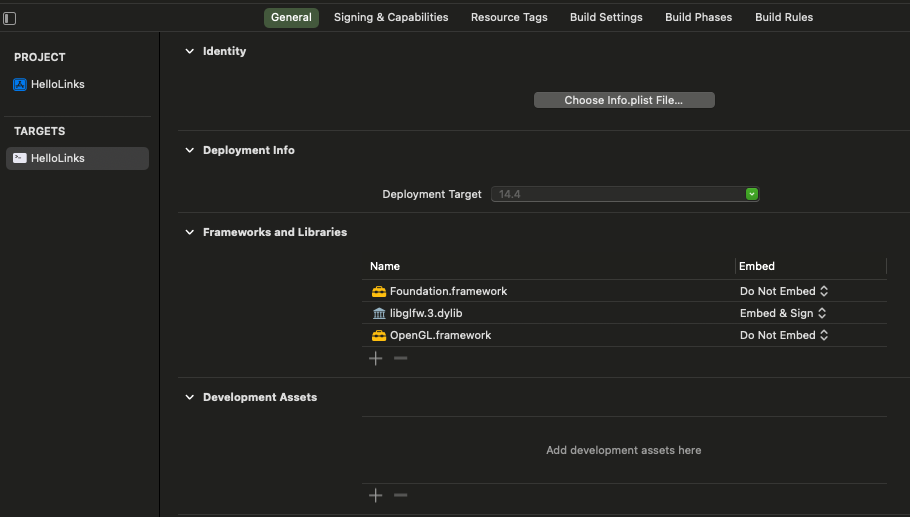 General Signing & Capabilities Resource Tags Build Settings Build Phases Build Rules
PROJECT
HelloLinks
TARGETS
HelloLinks
Identity
Choose Info.plist File...
Deployment Info
Deployment Target 14.4
Frameworks and Libraries
Name Embed
Foundation.framework Do Not Embed
libglfw.3.dylib Embed & Sign
OpenGL.framework Do Not Embed
Development Assets
Add development assets here